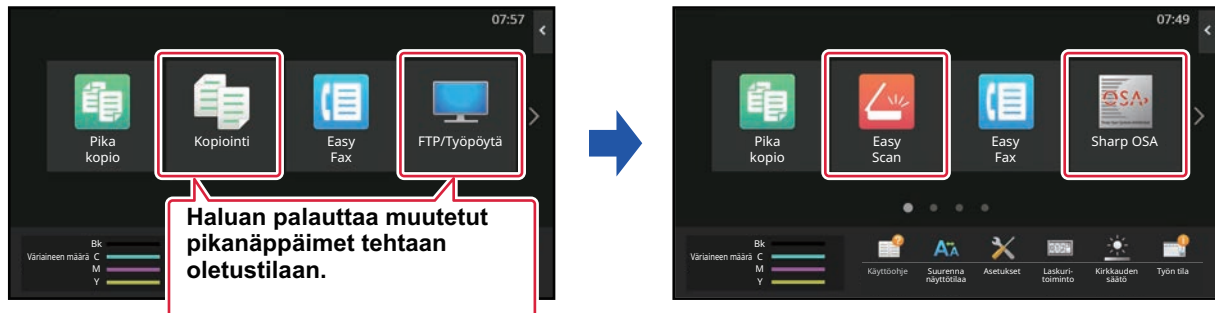 07:57
Pika
kopio
Kopiointi
Easy
Fax
FTP/Työpöytä
Haluan palauttaa muutetut
pikanäppäimet tehtaan
oletustilaan.
Bk
Väriaineen määrä C
M
Y
07:49
Pika
kopio
Easy
Scan
Easy
Fax
OSA
Sharp OSA
Bk
Väriaineen määrä C
M
Y
Käyttöohje
Suurenna
näyttötilaa
Asetukset
Laskuri-
toiminto
Kirkkauden
säätö
Työn tila